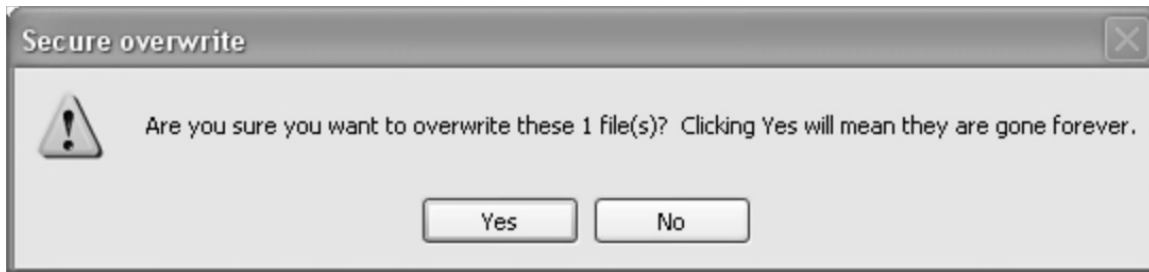 Secure overwrite
Are you sure you want to overwrite these 1 file(s)?  Clicking Yes will mean they are gone forever.
Yes
No